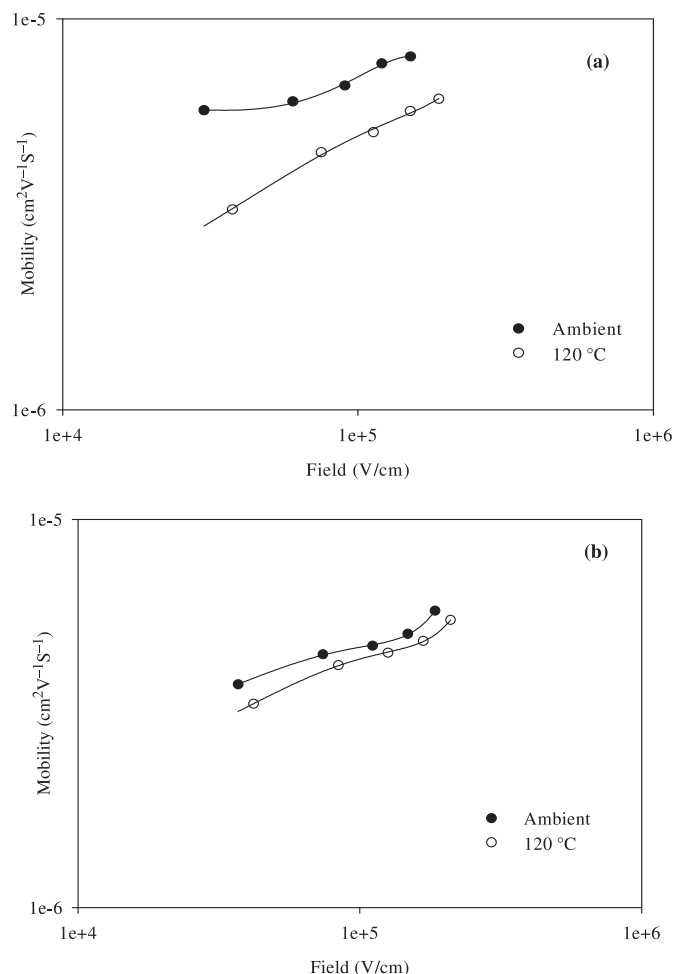 1e-5
(a)
Mobility (cm²V⁻¹S⁻¹)
Ambient
120 °C
1e-6
1e+4 1e+5 1e+6
Field (V/cm)
1e-5
(b)
Mobility (cm²V⁻¹S⁻¹)
Ambient
120 °C
1e-6
1e+4 1e+5 1e+6
Field (V/cm)